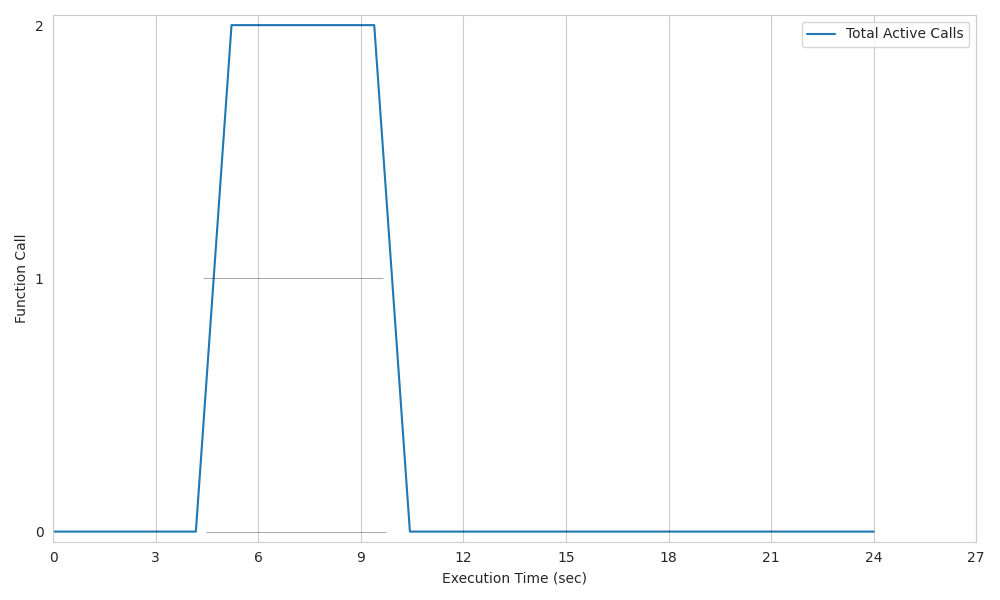 2
Total Active Calls
Function Call
1
0
0 3 6 9 12 15 18 21 24 27
Execution Time (sec)